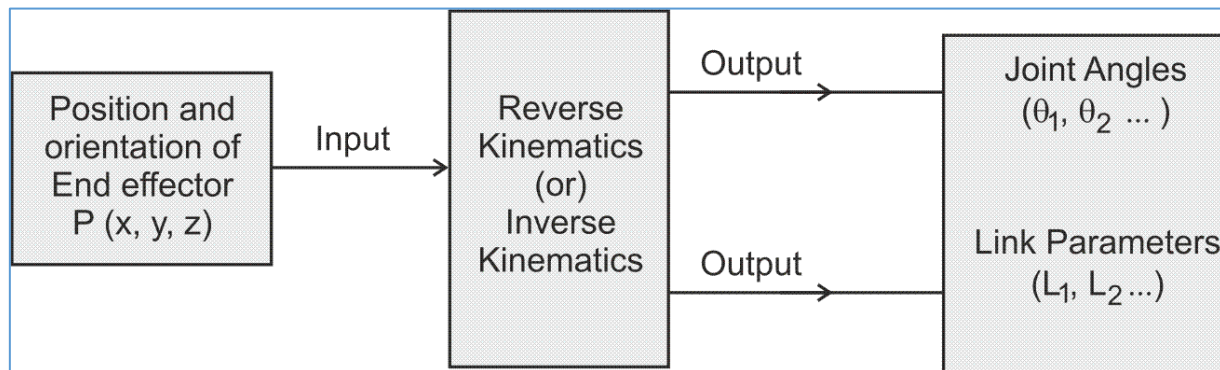 Position and
orientation of
End effector
P (x, y, z)
Input
Reverse
Kinematics
(or)
Inverse
Kinematics
Output
Output
Joint Angles
(θ1, θ2 ... )
Link Parameters
(L1, L2 ...)